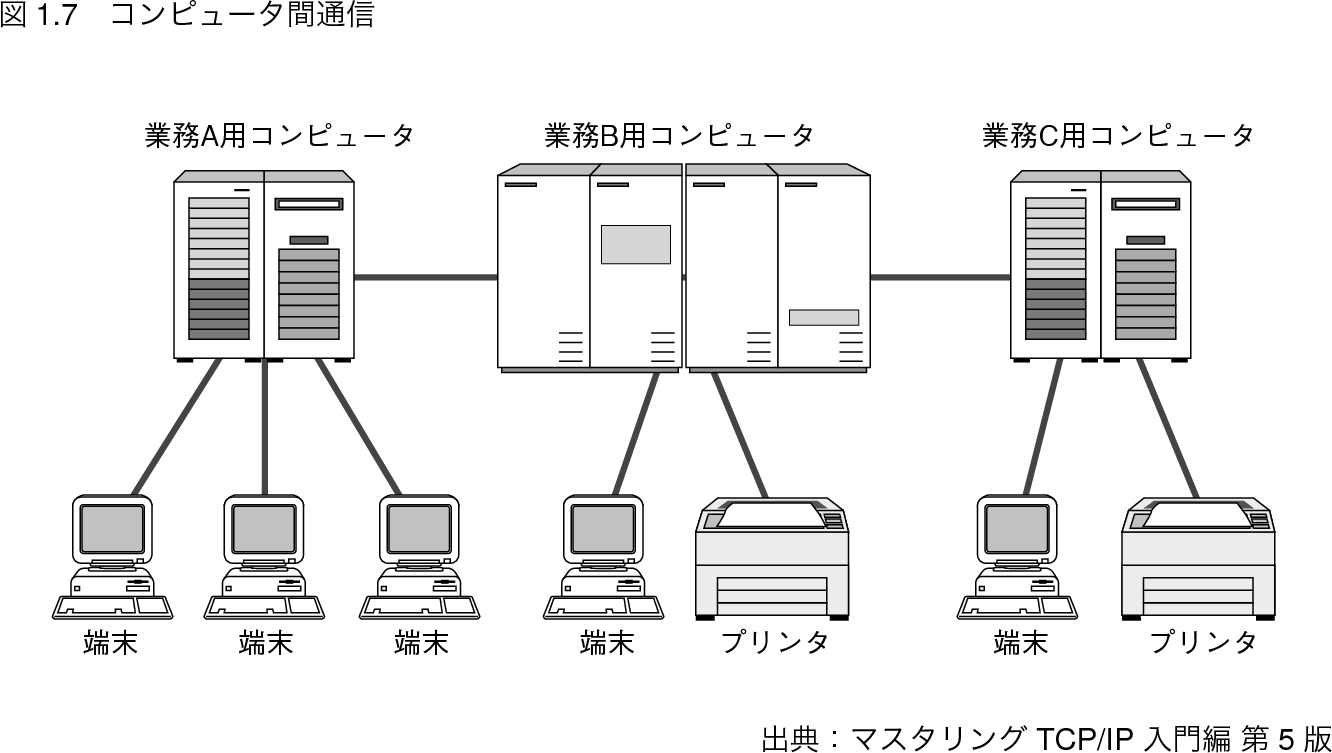 図 1.7　コンピュータ間通信
業務A用コンピュータ
業務B用コンピュータ
業務C用コンピュータ
端末
端末
端末
端末
プリンタ
端末
プリンタ
出典：マスタリング TCP/IP 入門編 第 5 版